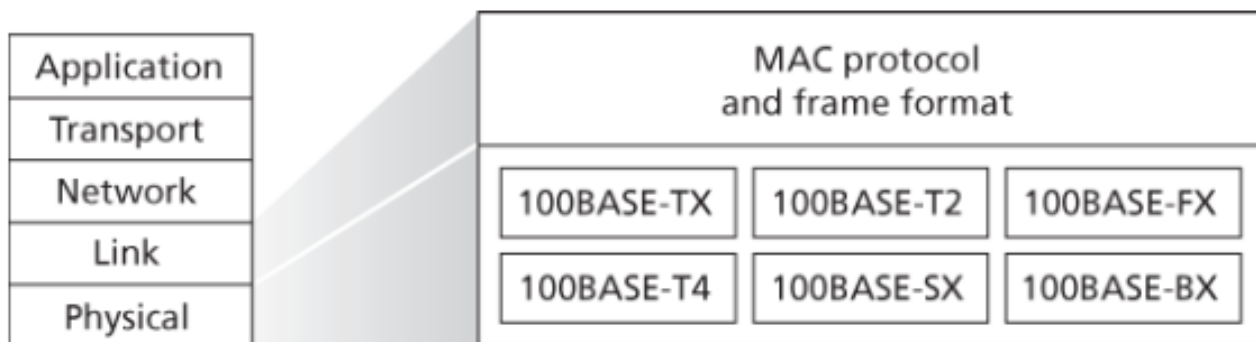 Application
Transport
Network
Link
Physical
MAC protocol
and frame format
100BASE-TX
100BASE-T2
100BASE-FX
100BASE-T4
100BASE-SX
100BASE-BX